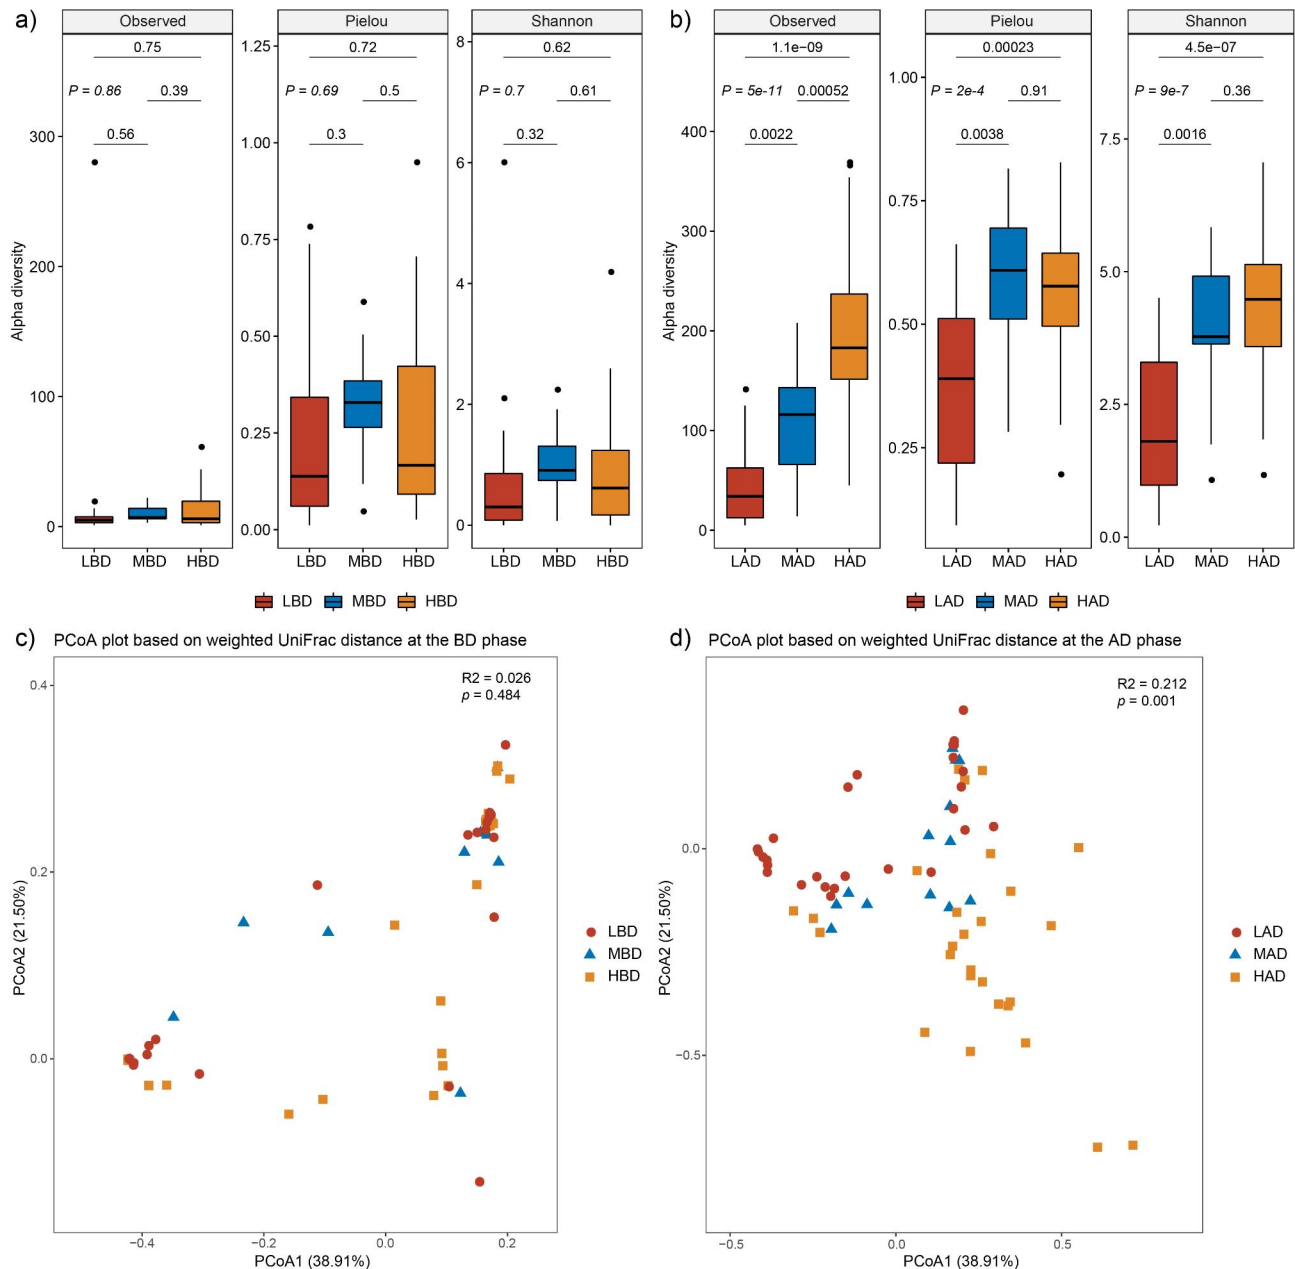 a)
Observed
Pielou
Shannon
0.75
P = 0.86
0.39
0.56
0.72
P = 0.69
0.5
0.3
0.62
P = 0.7
0.61
0.32
Alpha diversity
300
200
100
0
1.25
1.00
0.75
0.50
0.25
0.00
8
6
4
2
0
LBD MBD HBD
LBD MBD HBD
LBD MBD HBD
LBD MBD HBD
b)
Observed
Pielou
Shannon
1.1e−09
P = 5e-11
0.00052
0.0022
0.00023
P = 2e-4
0.91
0.0038
4.5e−07
P = 9e-7
0.36
0.0016
Alpha diversity
400
300
200
100
0
1.00
0.75
0.50
0.25
7.5
5.0
2.5
0.0
LAD MAD HAD
LAD MAD HAD
LAD MAD HAD
LAD MAD HAD
c) PCoA plot based on weighted UniFrac distance at the BD phase
R2 = 0.026
p = 0.484
PCoA2 (21.50%)
0.4
0.2
0.0
−0.4 −0.2 0.0 0.2
PCoA1 (38.91%)
LBD
MBD
HBD
d) PCoA plot based on weighted UniFrac distance at the AD phase
R2 = 0.212
p = 0.001
PCoA2 (21.50%)
0.0
−0.5
−0.5 0.0 0.5
PCoA1 (38.91%)
LAD
MAD
HAD